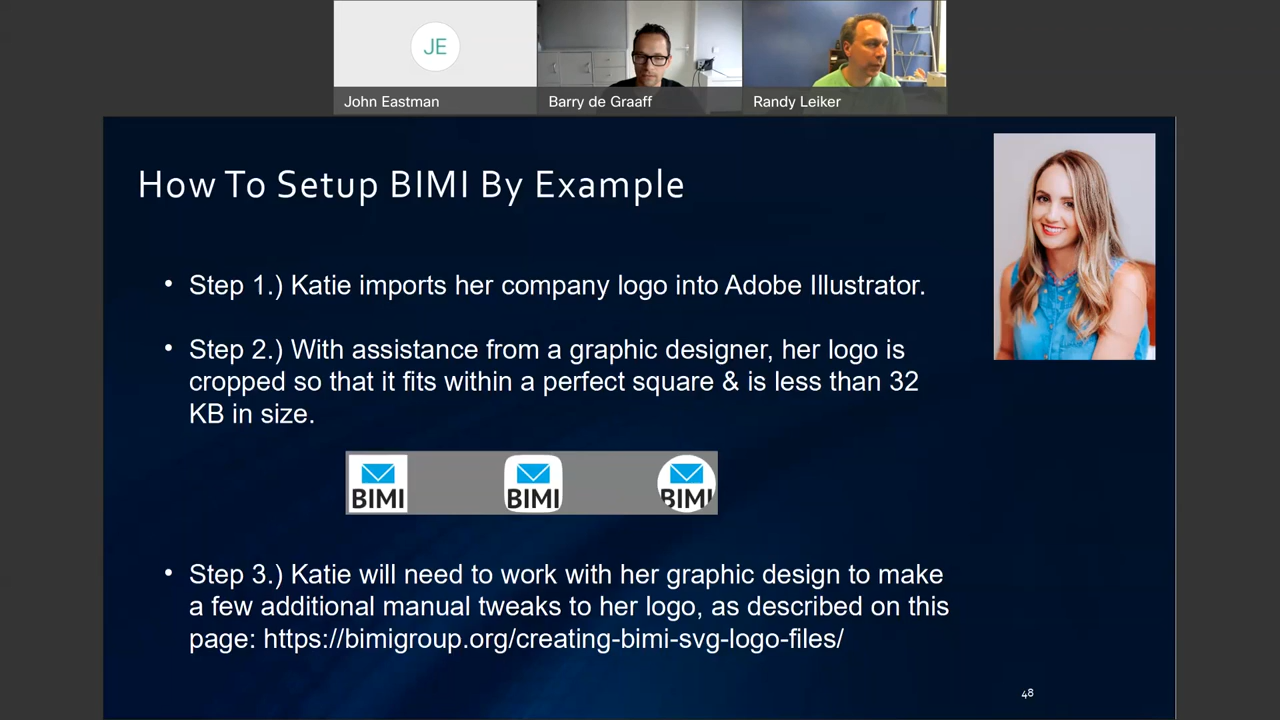 JE
John Eastman
Barry de Graaff
Randy Leiker
How To Setup BIMI By Example
• Step 1.) Katie imports her company logo into Adobe Illustrator.
• Step 2.) With assistance from a graphic designer, her logo is
cropped so that it fits within a perfect square & is less than 32
KB in size.
BIMI
BIMI
BIMI
• Step 3.) Katie will need to work with her graphic design to make
a few additional manual tweaks to her logo, as described on this
page: https://bimigroup.org/creating-bimi-svg-logo-files/
48